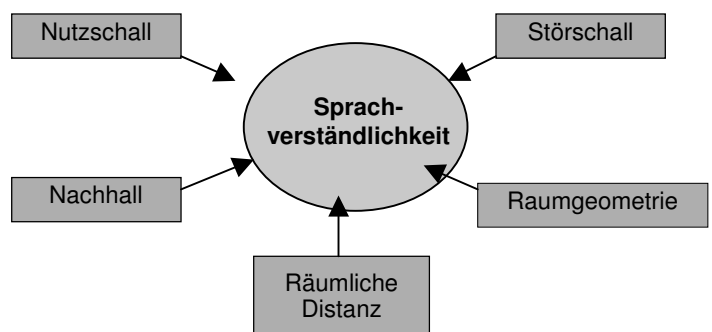 Nutzschall
Störschall
Sprach-
verständlichkeit
Nachhall
Raumgeometrie
Räumliche
Distanz